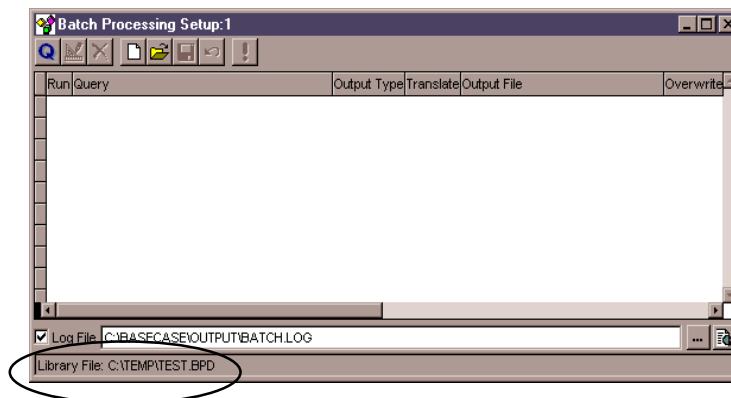 Batch Processing Setup:1
Q
Run Query Output Type Translate Output File Overwrite
Log File C:\BASECASE\OUTPUT\BATCH.LOG ...
Library File: C:\TEMP\TEST.BPD